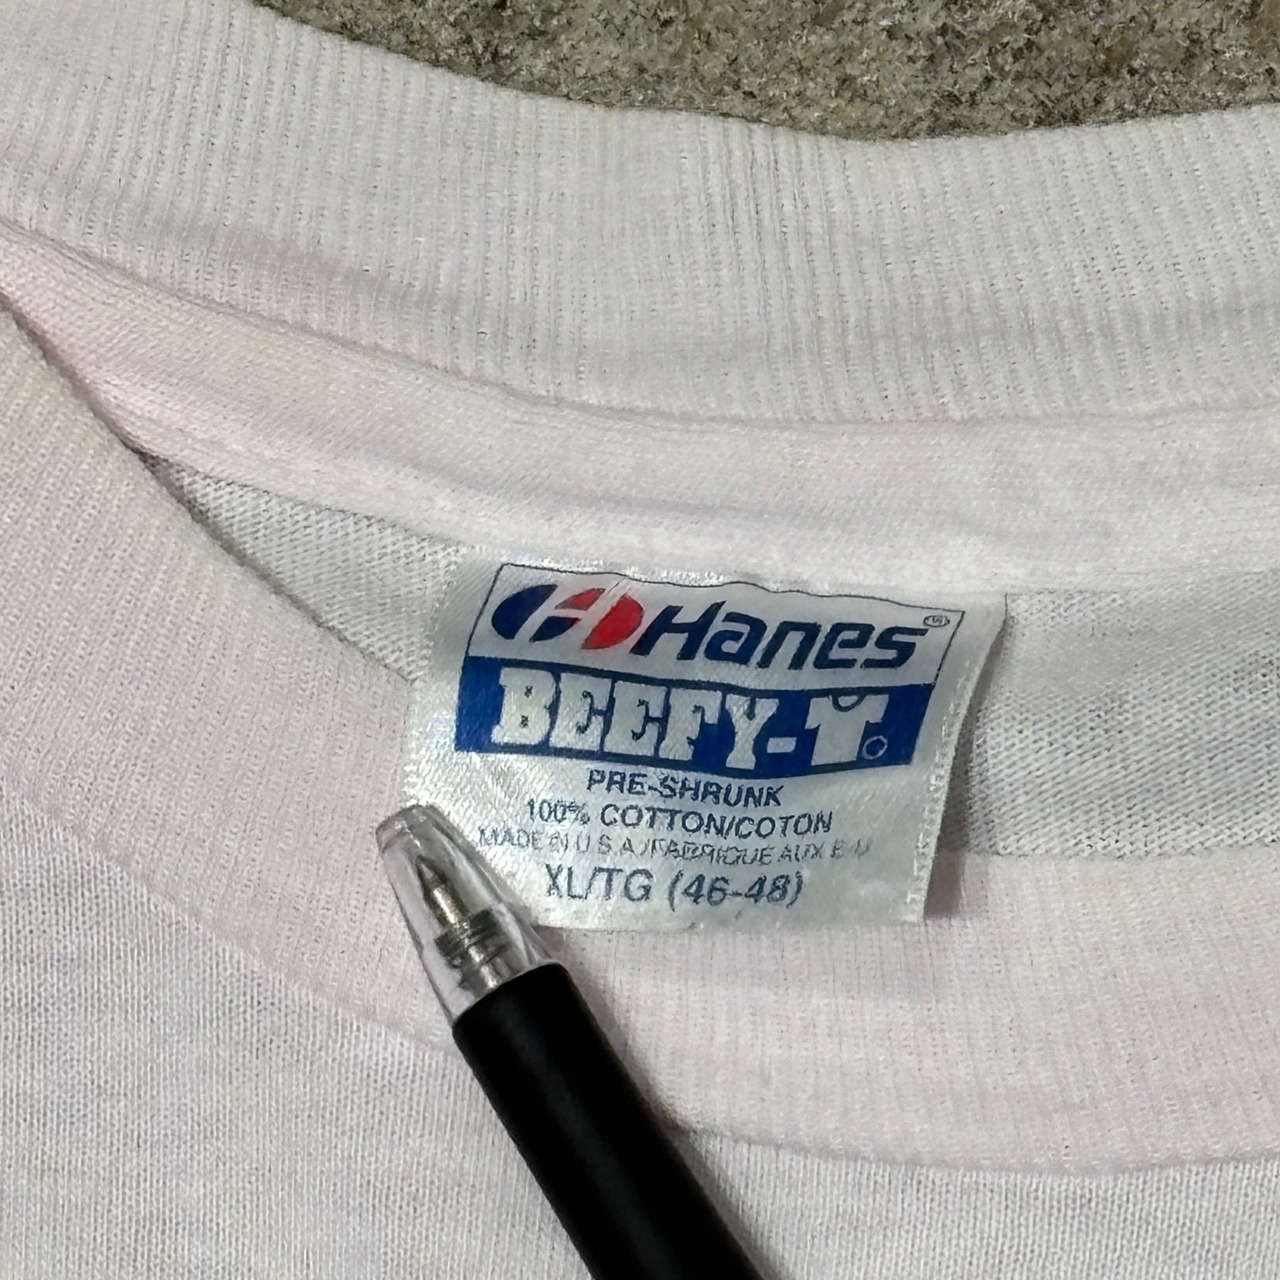 Hanes®
BEEFY-T®
PRE-SHRUNK
100% COTTON/COTON
MADE IN U.S.A./FABRIQUE AUX E-U
XL/TG (46-48)